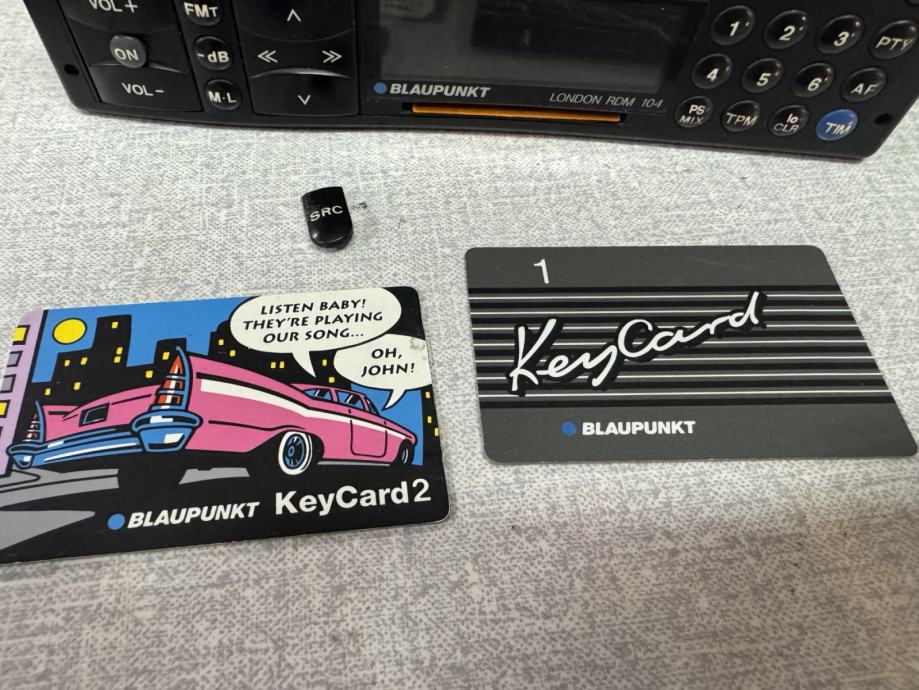 VOL+
FMT
ON
-dB
VOL-
M·L
BLAUPUNKT
LONDON RDM 104
1
2
3
PTY
4
5
6
AF
PS
MIX
TPM
lo
CLR
TIM
SRC
LISTEN BABY!
THEY'RE PLAYING
OUR SONG...
OH,
JOHN!
BLAUPUNKT KeyCard2
1
KeyCard
BLAUPUNKT